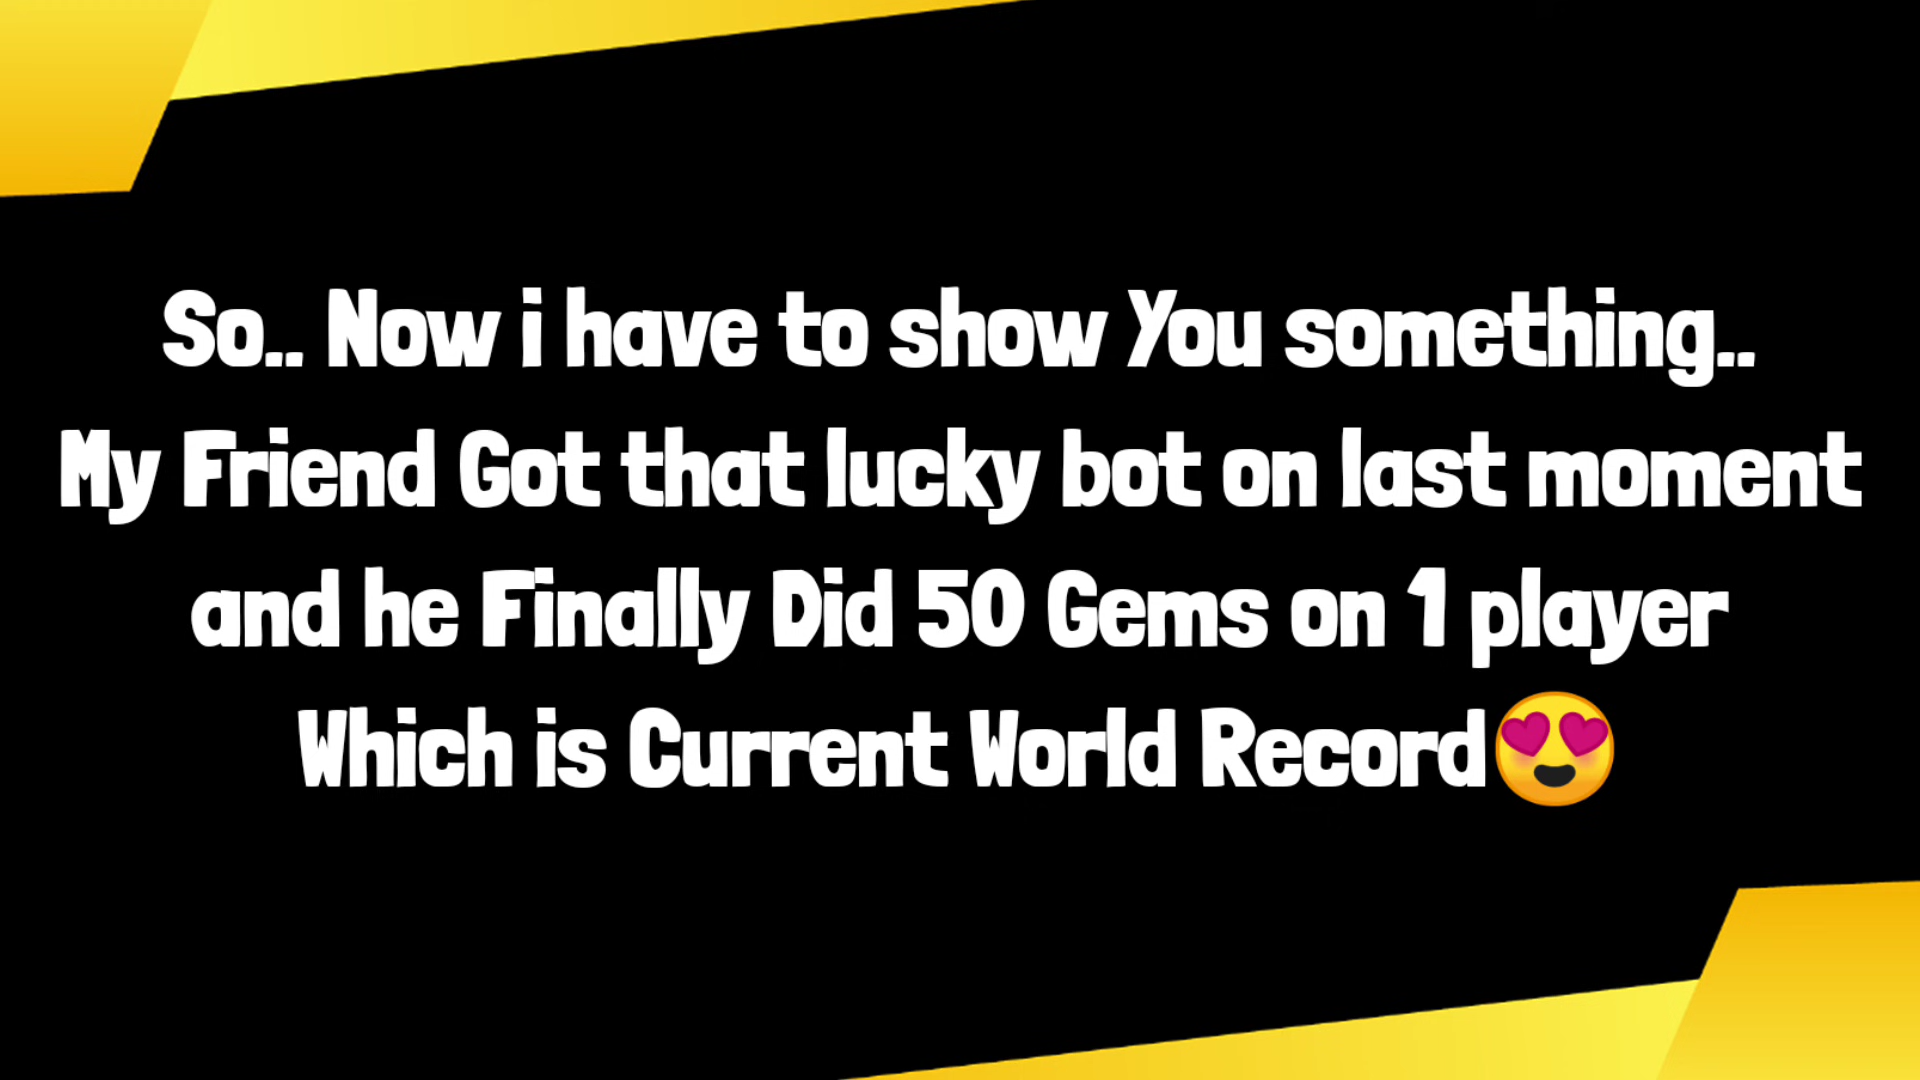 So.. Now i have to show You something..
My Friend Got that lucky bot on last moment
and he Finally Did 50 Gems on 1 player
Which is Current World Record😍